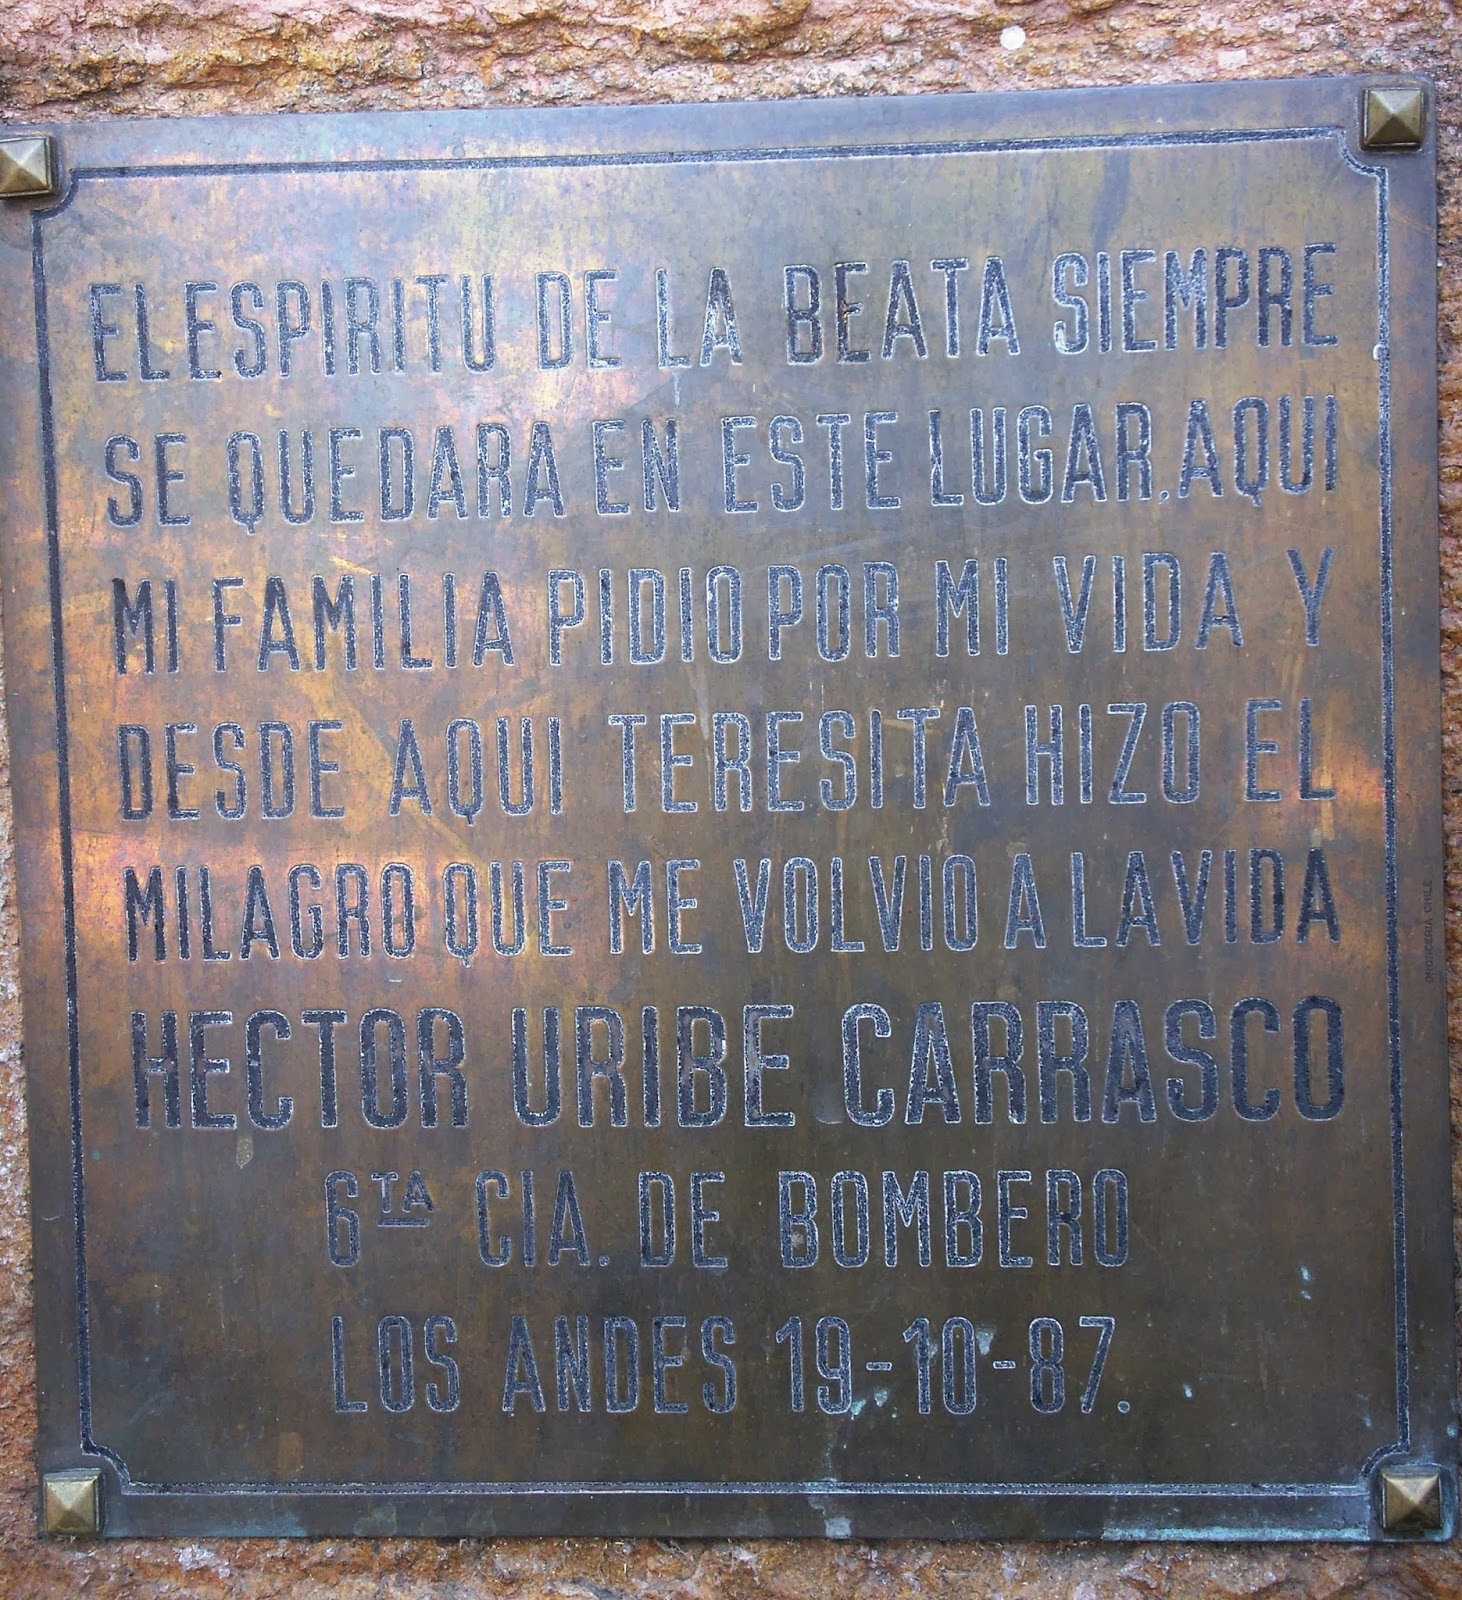 EL ESPIRITU DE LA BEATA SIEMPRE
SE QUEDARA EN ESTE LUGAR, AQUI
MI FAMILIA PIDIO POR MI VIDA Y
DESDE AQUI TERESITA HIZO EL
MILAGRO QUE ME VOLVIO A LA VIDA
HECTOR URIBE CARRASCO
6TA CIA. DE BOMBERO
LOS ANDES 19-10-87.